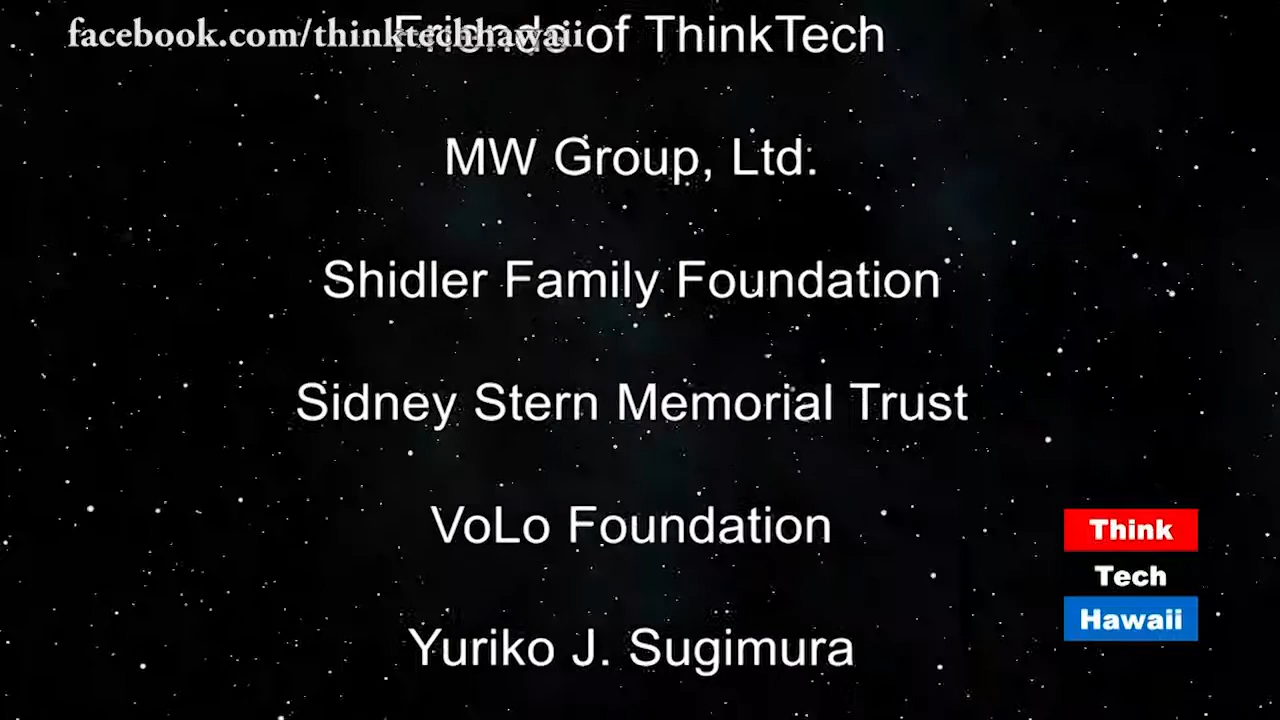 facebook.com/thinktechhawaii
Friends of ThinkTech
MW Group, Ltd.
Shidler Family Foundation
Sidney Stern Memorial Trust
VoLo Foundation
Yuriko J. Sugimura
Think
Tech
Hawaii